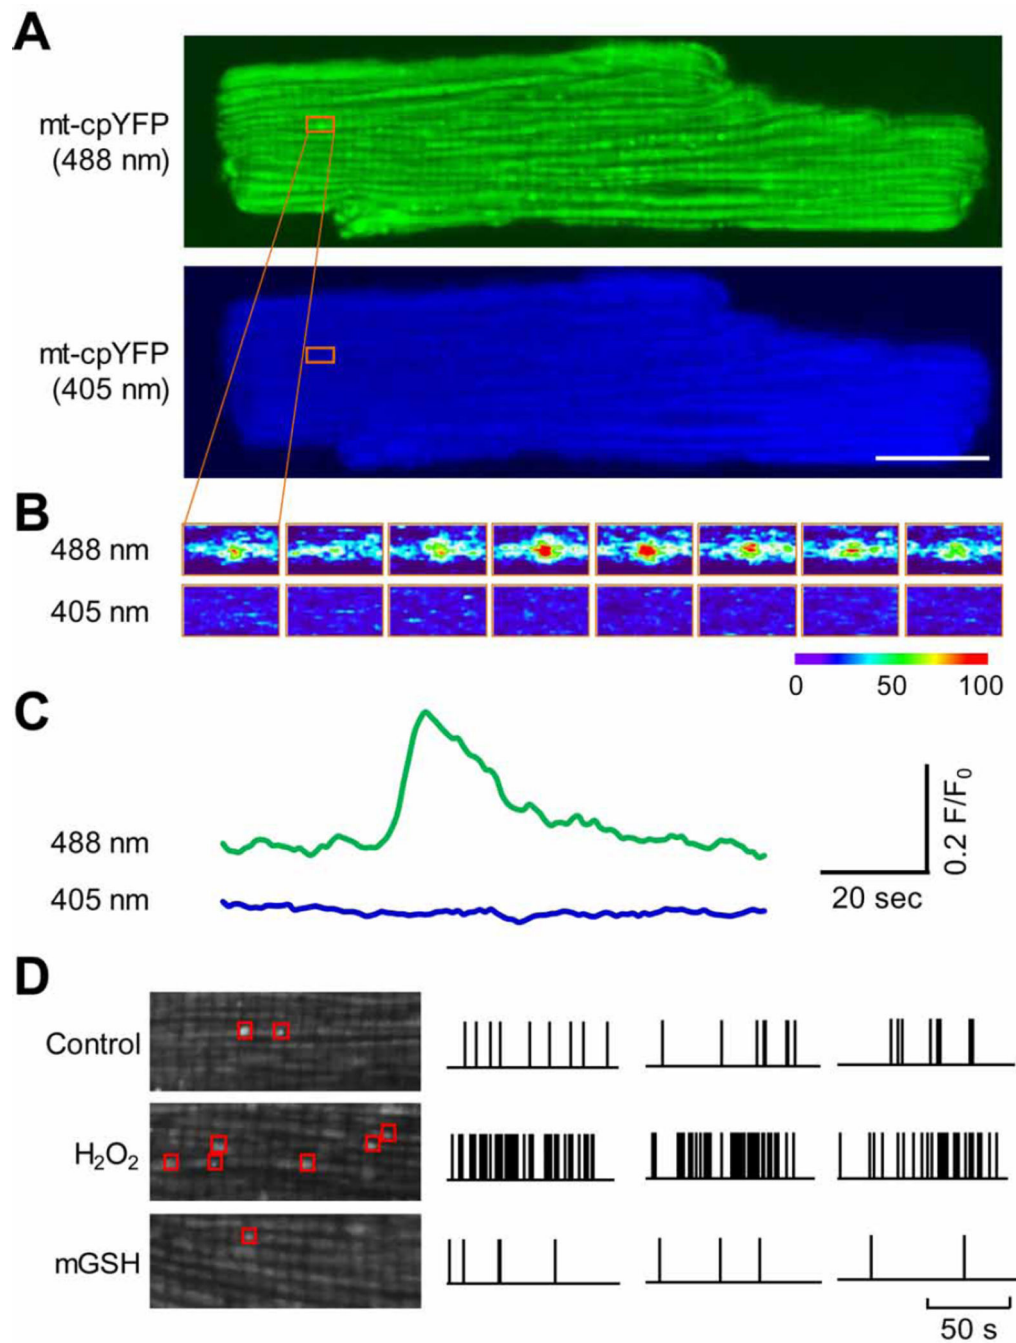 A
mt-cpYFP
(488 nm)
mt-cpYFP
(405 nm)
B
488 nm
405 nm
0 50 100
C
488 nm
405 nm
0.2 F/F₀
20 sec
D
Control
H₂O₂
mGSH
50 s